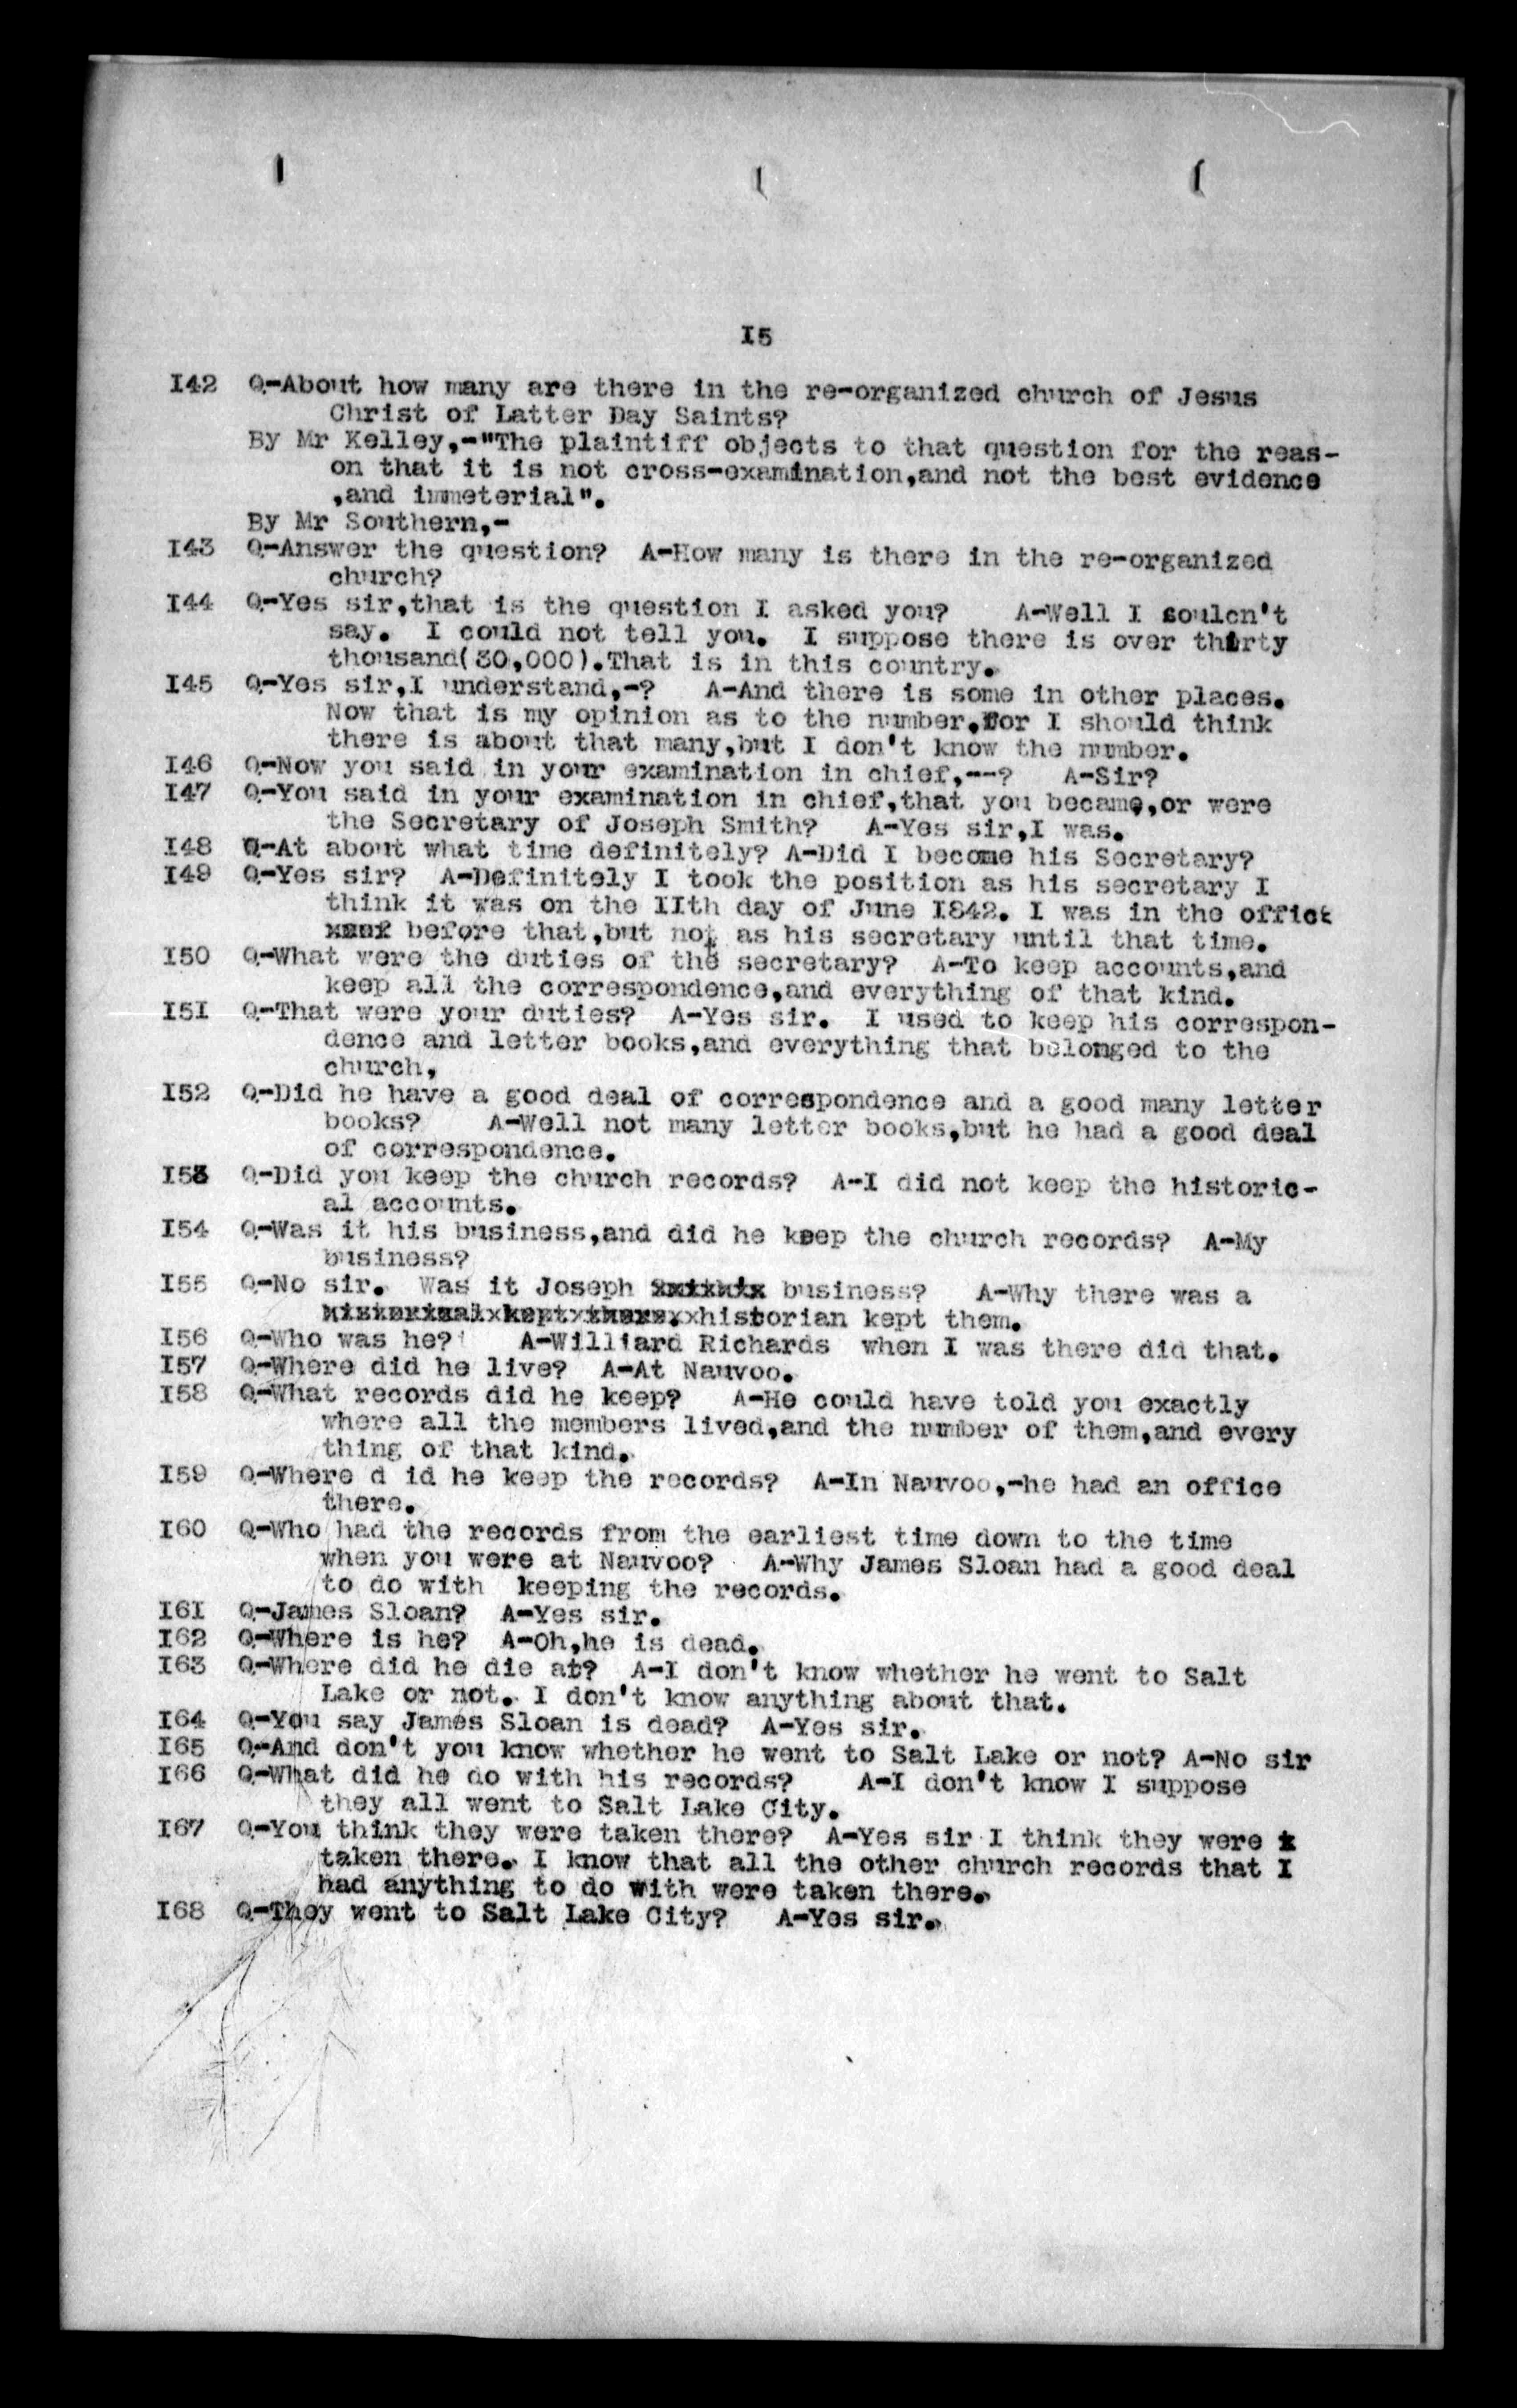 I5
I42 Q-About how many are there in the re-organized church of Jesus
Christ of Latter Day Saints?
By Mr Kelley,-"The plaintiff objects to that question for the reas-
on that it is not cross-examination,and not the best evidence
,and immeterial".
By Mr Southern,-
I43 Q-Answer the question? A-How many is there in the re-organized
church?
I44 Q-Yes sir,that is the question I asked you? A-Well I soulcn't
say. I could not tell you. I suppose there is over thirty
thousand(30,000).That is in this country.
I45 Q-Yes sir,I understand,-? A-And there is some in other places.
Now that is my opinion as to the number,for I should think
there is about that many,but I don't know the number.
I46 Q-Now you said in your examination in chief,--? A-Sir?
I47 Q-You said in your examination in chief,that you became,or were
the Secretary of Joseph Smith? A-Yes sir,I was.
I48 Q-At about what time definitely? A-Did I become his Secretary?
I49 Q-Yes sir? A-Definitely I took the position as his secretary I
think it was on the IIth day of June I842. I was in the office
before that,but not as his secretary until that time.
I50 Q-What were the duties of the secretary? A-To keep accounts,and
keep all the correspondence,and everything of that kind.
I5I Q-That were your duties? A-Yes sir. I used to keep his correspon-
dence and letter books,and everything that belonged to the
church,
I52 Q-Did he have a good deal of correspondence and a good many letter
books? A-Well not many letter books,but he had a good deal
of correspondence.
I53 Q-Did you keep the church records? A-I did not keep the historic-
al accounts.
I54 Q-Was it his business,and did he keep the church records? A-My
business?
I55 Q-No sir. Was it Joseph business? A-Why there was a
historian kept them.
I56 Q-Who was he? A-Williard Richards when I was there did that.
I57 Q-Where did he live? A-At Nauvoo.
I58 Q-What records did he keep? A-He could have told you exactly
where all the members lived,and the number of them,and every
thing of that kind.
I59 Q-Where d id he keep the records? A-In Nauvoo,-he had an office
there.
I60 Q-Who had the records from the earliest time down to the time
when you were at Nauvoo? A-Why James Sloan had a good deal
to do with keeping the records.
I6I Q-James Sloan? A-Yes sir.
I62 Q-Where is he? A-Oh,he is dead.
I63 Q-Where did he die at? A-I don't know whether he went to Salt
Lake or not. I don't know anything about that.
I64 Q-You say James Sloan is dead? A-Yes sir.
I65 Q-And don't you know whether he went to Salt Lake or not? A-No sir
I66 Q-What did he do with his records? A-I don't know I suppose
they all went to Salt Lake City.
I67 Q-You think they were taken there? A-Yes sir I think they were
taken there. I know that all the other church records that I
had anything to do with were taken there.
I68 Q-They went to Salt Lake City? A-Yes sir.